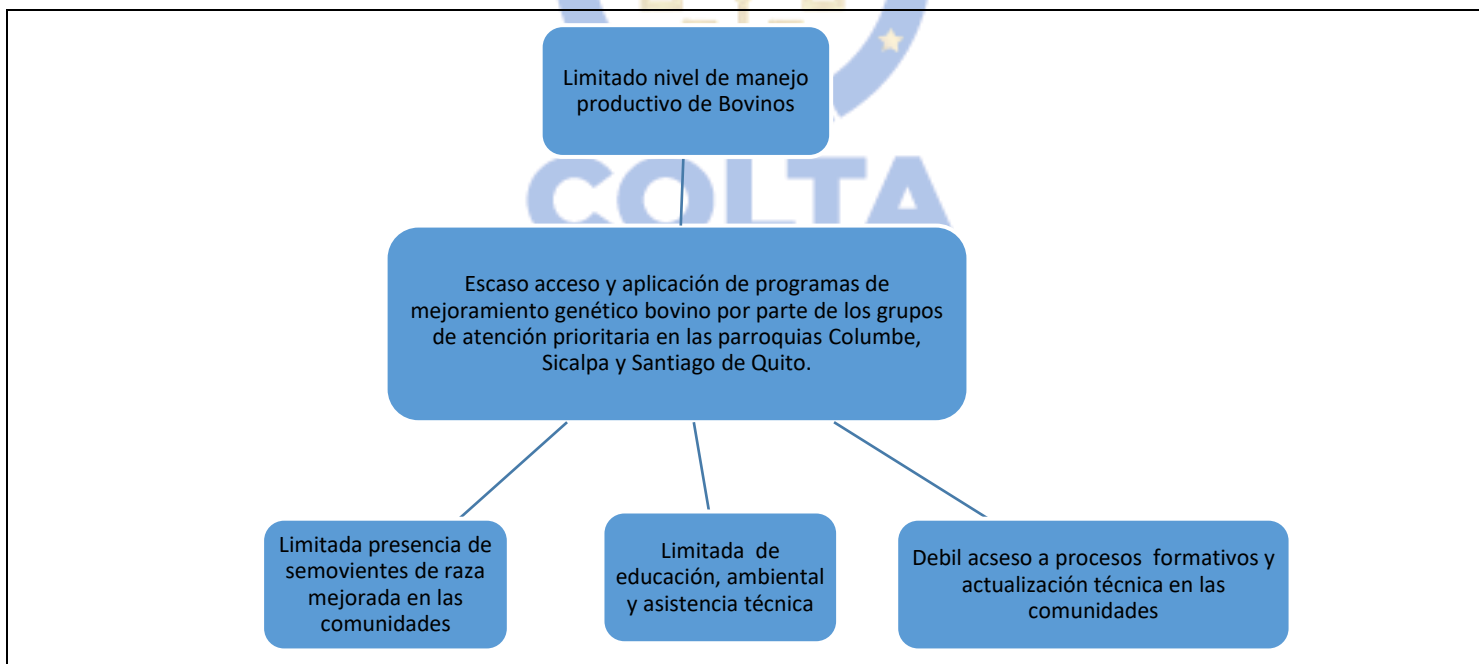 Limitado nivel de manejo
productivo de Bovinos
COLTA
Escaso acceso y aplicación de programas de
mejoramiento genético bovino por parte de los grupos
de atención prioritaria en las parroquias Columbe,
Sicalpa y Santiago de Quito.
Limitada presencia de
semovientes de raza
mejorada en las
comunidades
Limitada de
educación, ambiental
y asistencia técnica
Debil acseso a procesos formativos y
actualización técnica en las
comunidades